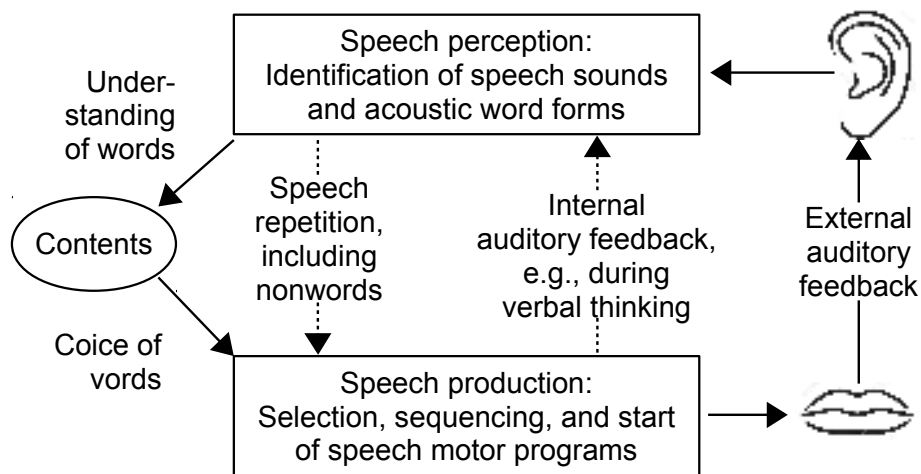 Speech perception:
Identification of speech sounds
and acoustic word forms
Under-
standing
of words
Speech
repetition,
including
nonwords
Internal
auditory feedback,
e.g., during
verbal thinking
External
auditory
feedback
Contents
Coice of
vords
Speech production:
Selection, sequencing, and start
of speech motor programs